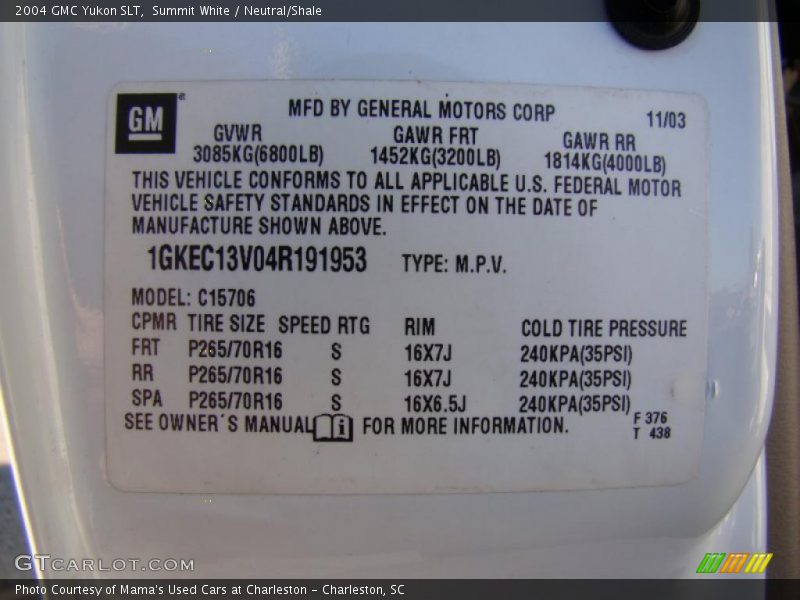 2004 GMC Yukon SLT, Summit White / Neutral/Shale
GM
MFD BY GENERAL MOTORS CORP
11/03
GVWR GAWR FRT GAWR RR
3085KG(6800LB) 1452KG(3200LB) 1814KG(4000LB)
THIS VEHICLE CONFORMS TO ALL APPLICABLE U.S. FEDERAL MOTOR
VEHICLE SAFETY STANDARDS IN EFFECT ON THE DATE OF
MANUFACTURE SHOWN ABOVE.
1GKEC13V04R191953 TYPE: M.P.V.
MODEL: C15706
CPMR TIRE SIZE SPEED RTG RIM COLD TIRE PRESSURE
FRT P265/70R16 S 16X7J 240KPA(35PSI)
RR P265/70R16 S 16X7J 240KPA(35PSI)
SPA P265/70R16 S 16X6.5J 240KPA(35PSI)
SEE OWNER´S MANUAL i FOR MORE INFORMATION.
F 376
T 438
GTCARLOT.COM
Photo Courtesy of Mama's Used Cars at Charleston - Charleston, SC